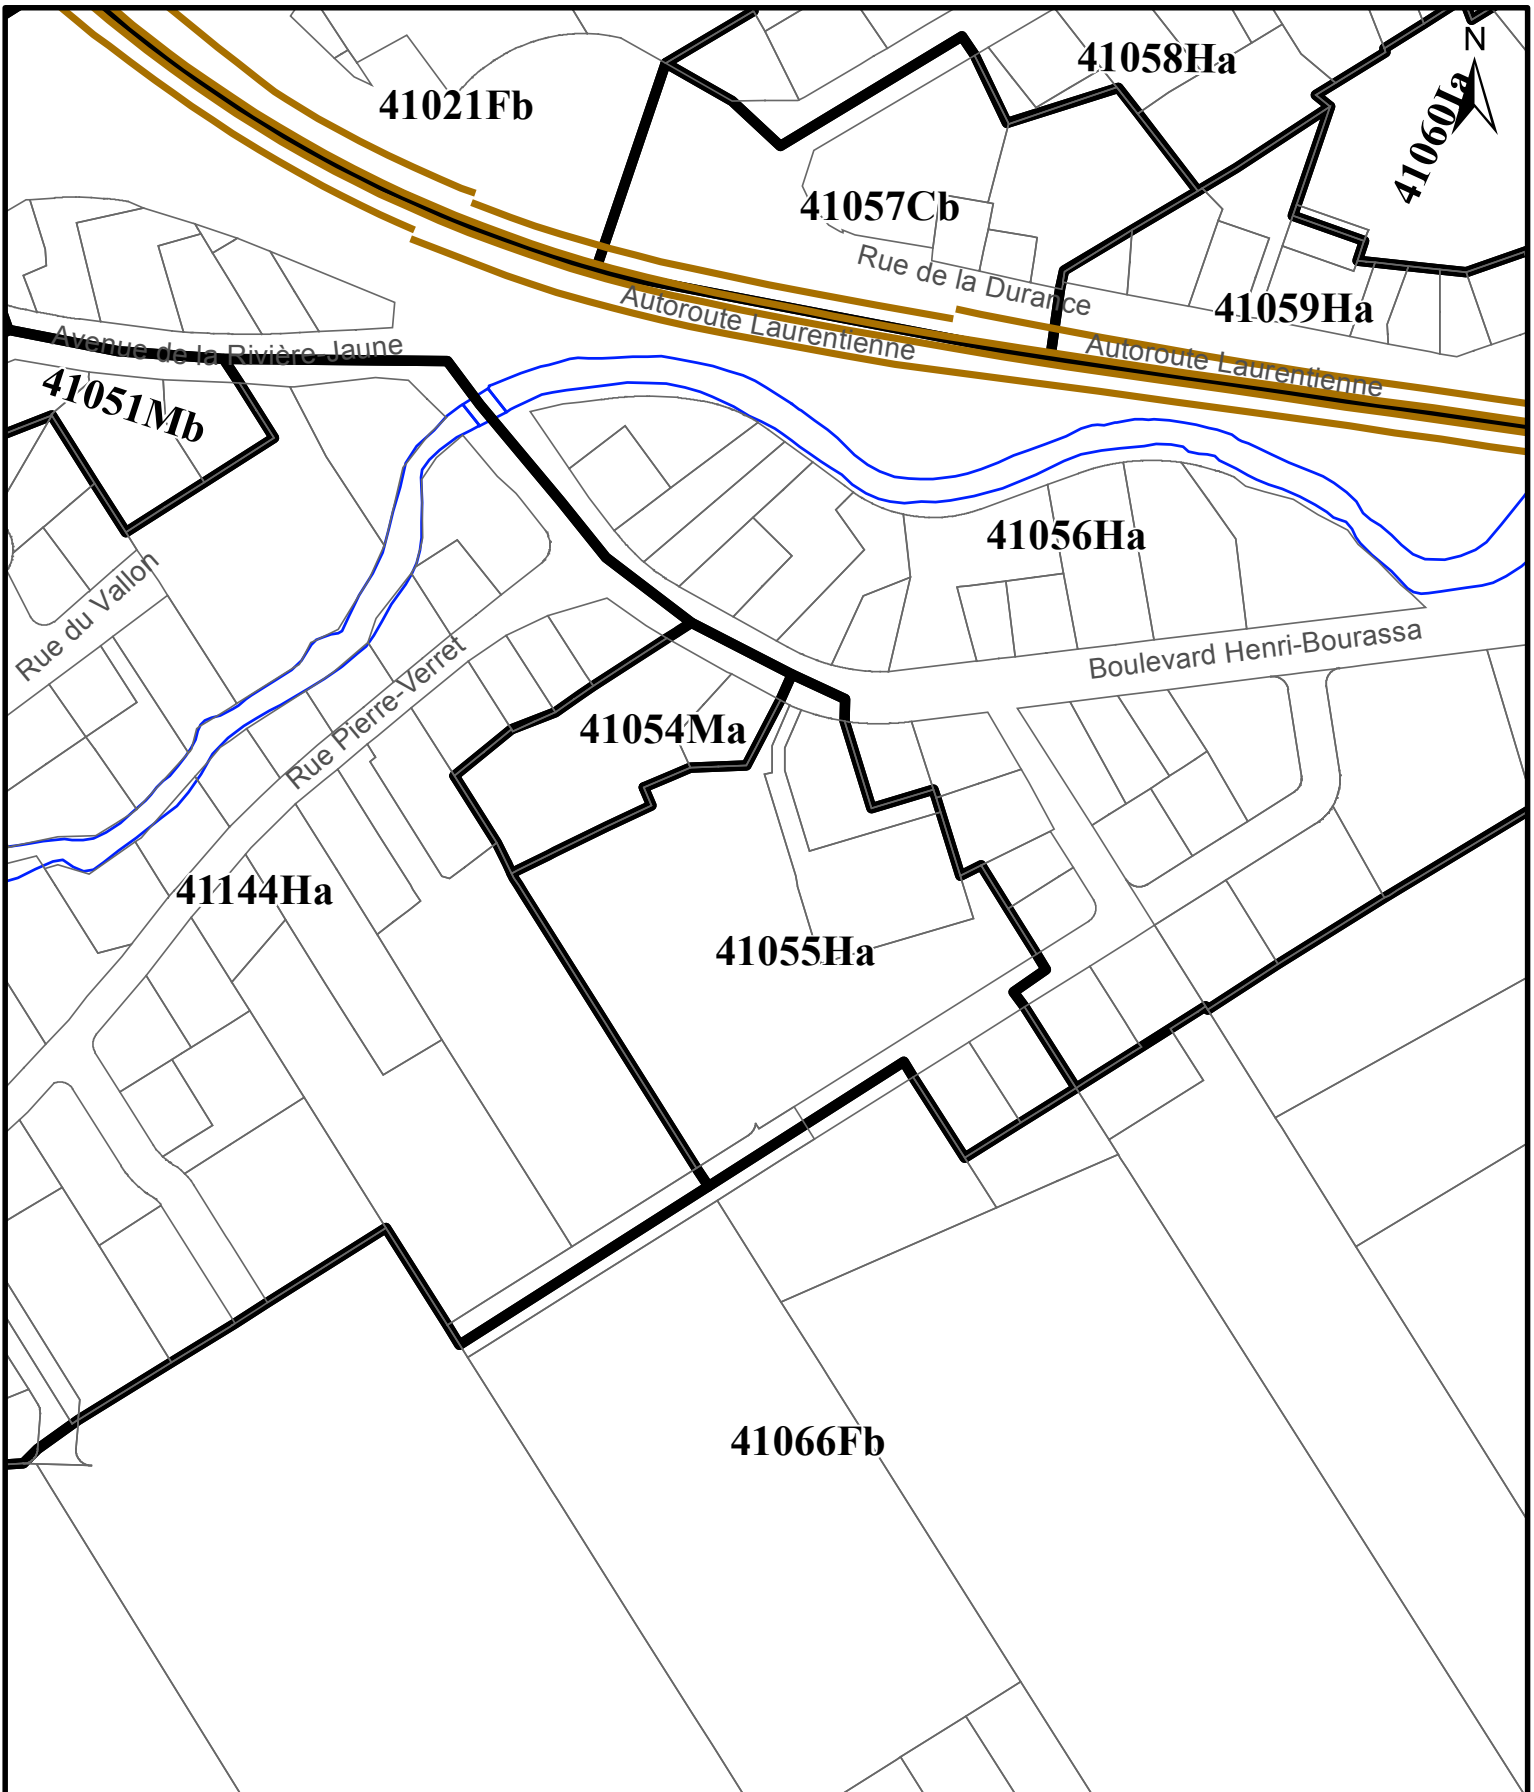 N
41058Ha
41021Fb
41060Ia
41057Cb
Rue de la Durance
Autoroute Laurentienne
41059Ha
Autoroute Laurentienne
Avenue de la Rivière-Jaune
41051Mb
41056Ha
Rue du Vallon
Boulevard Henri-Bourassa
Rue Pierre-Verret
41054Ma
41144Ha
41055Ha
41066Fb